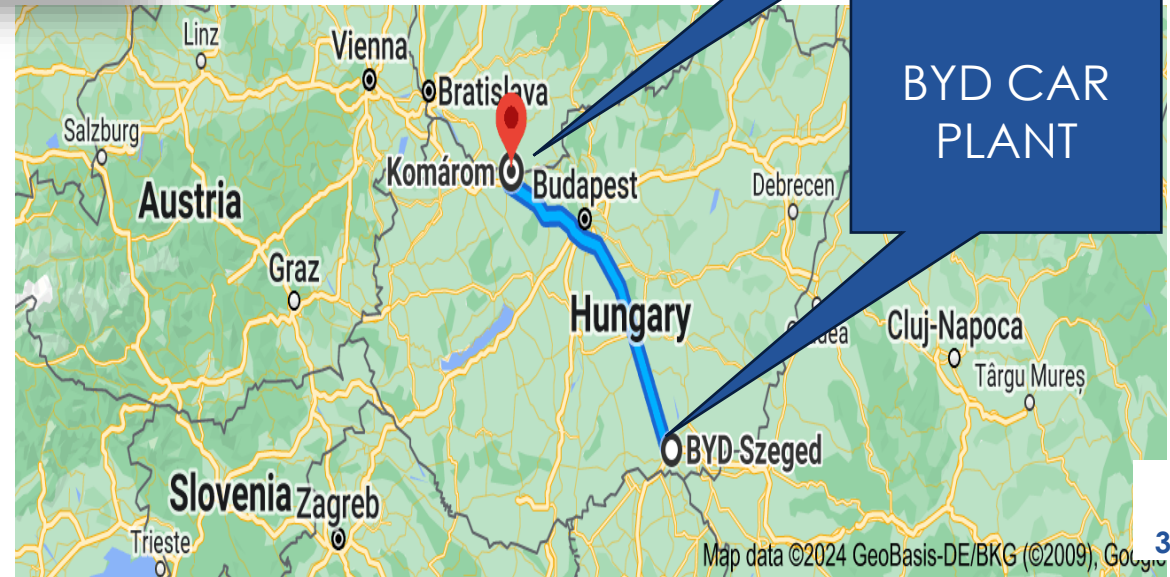 Linz
Vienna
BYD CAR
PLANT
Bratislava
Salzburg
Komárom
Budapest
Debrecen
Austria
Graz
Hungary
Cluj-Napoca
Târgu Mureș
BYD Szeged
Slovenia
Zagreb
Trieste
Map data ©2024 GeoBasis-DE/BKG (©2009), Google
3